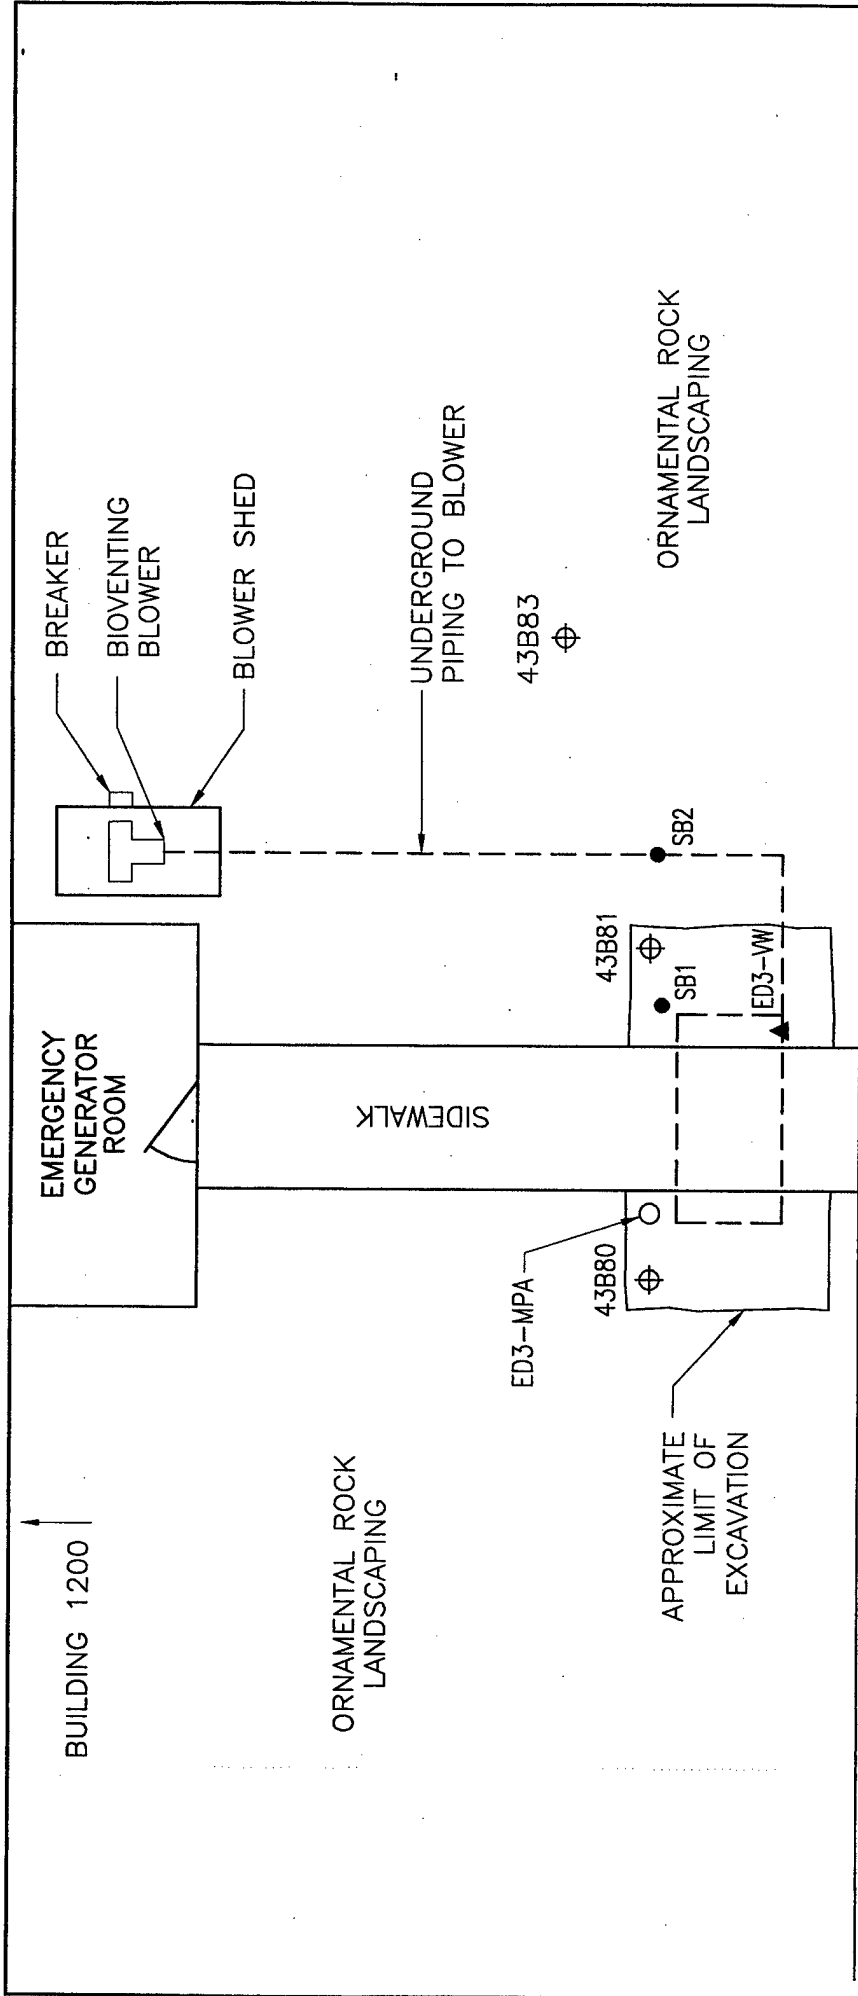 BUILDING 1200
EMERGENCY
GENERATOR
ROOM
BREAKER
BIOVENTING
BLOWER
BLOWER SHED
ORNAMENTAL ROCK
LANDSCAPING
SIDEWALK
UNDERGROUND
PIPING TO BLOWER
43B83
ED3-MPA
43B80
43B81
SB1
SB2
ED3-VW
APPROXIMATE
LIMIT OF
EXCAVATION
ORNAMENTAL ROCK
LANDSCAPING